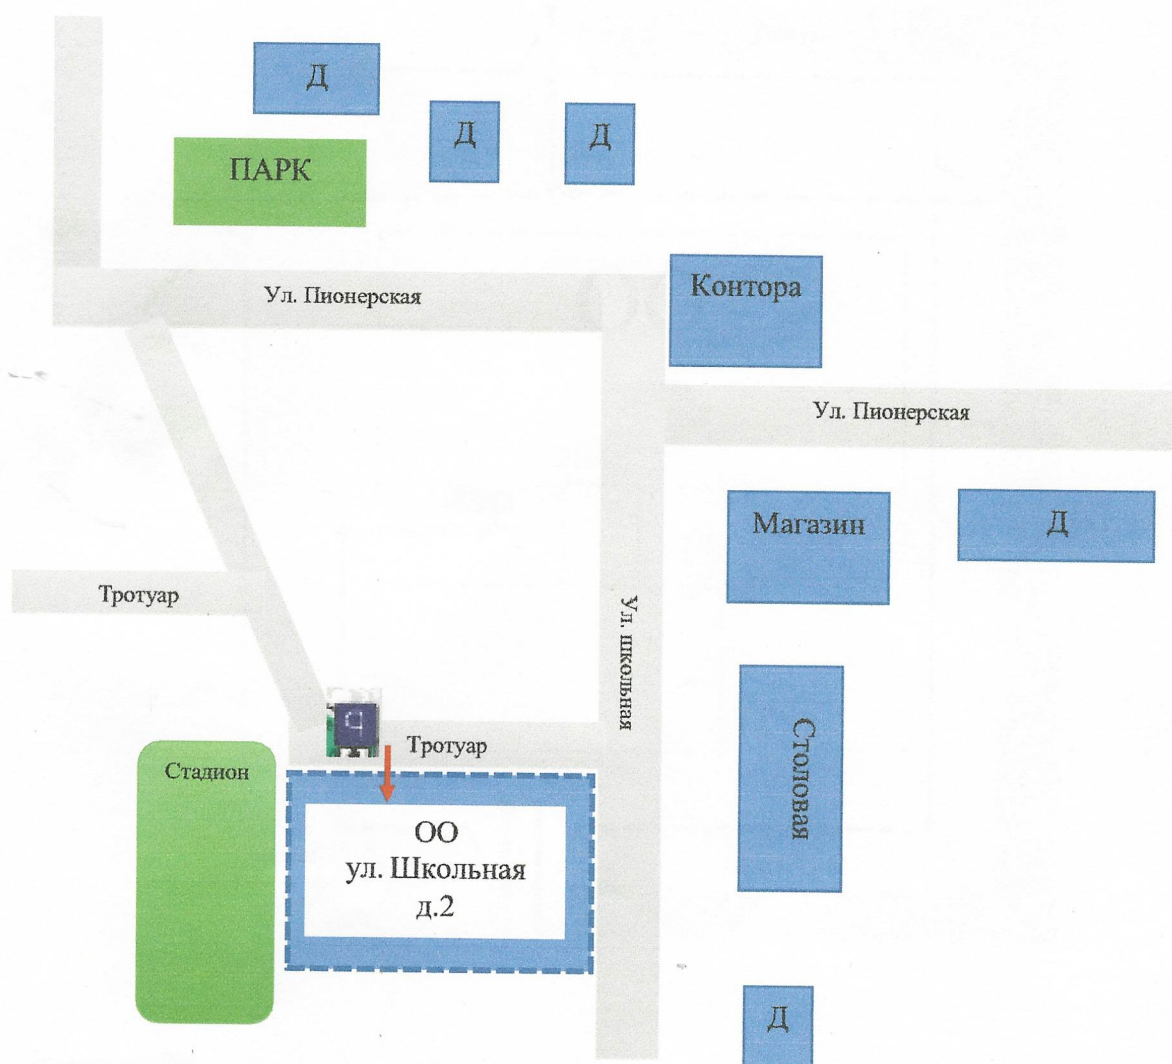 Д
Д
Д
ПАРК
Контора
Ул. Пионерская
Ул. Пионерская
Магазин
Д
Тротуар
Ул. школьная
Столовая
Тротуар
Стадион
ОО
ул. Школьная
д.2
Д